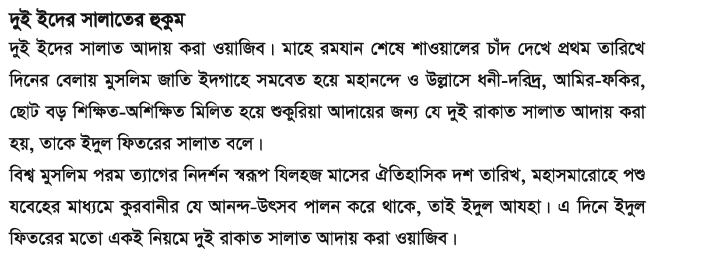 দুই ইদের সালাতের হুকুম
দুই ইদের সালাত আদায় করা ওয়াজিব। মাহে রমযান শেষে শাওয়ালের চাঁদ দেখে প্রথম তারিখে
দিনের বেলায় মুসলিম জাতি ইদগাহে সমবেত হয়ে মহানন্দে ও উল্লাসে ধনী-দরিদ্র, আমির-ফকির,
ছোট বড় শিক্ষিত-অশিক্ষিত মিলিত হয়ে শুকুরিয়া আদায়ের জন্য যে দুই রাকাত সালাত আদায় করা
হয়, তাকে ইদুল ফিতরের সালাত বলে।
বিশ্ব মুসলিম পরম ত্যাগের নিদর্শন স্বরূপ যিলহজ মাসের ঐতিহাসিক দশ তারিখ, মহাসমারোহে পশু
যবেহের মাধ্যমে কুরবানীর যে আনন্দ-উৎসব পালন করে থাকে, তাই ইদুল আযহা। এ দিনে ইদুল
ফিতরের মতো একই নিয়মে দুই রাকাত সালাত আদায় করা ওয়াজিব।